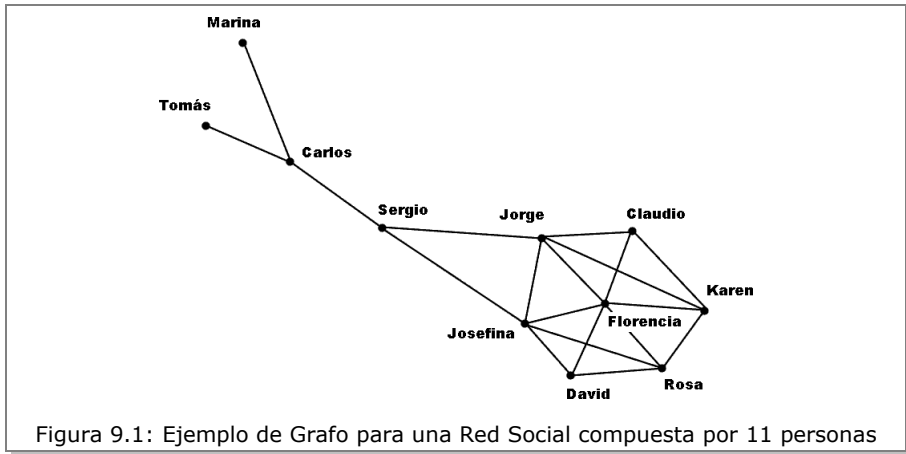 Marina
Tomás
Carlos
Sergio
Jorge
Claudio
Karen
Florencia
Josefina
Rosa
David
Figura 9.1: Ejemplo de Grafo para una Red Social compuesta por 11 personas